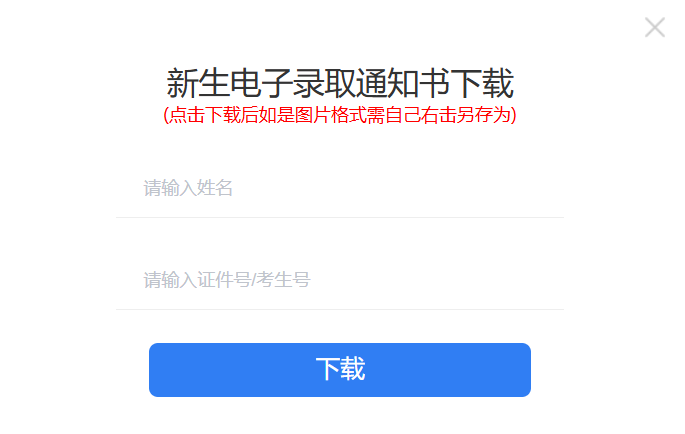 新生电子录取通知书下载
(点击下载后如是图片格式需自己右击另存为)
请输入姓名
请输入证件号/考生号
下载